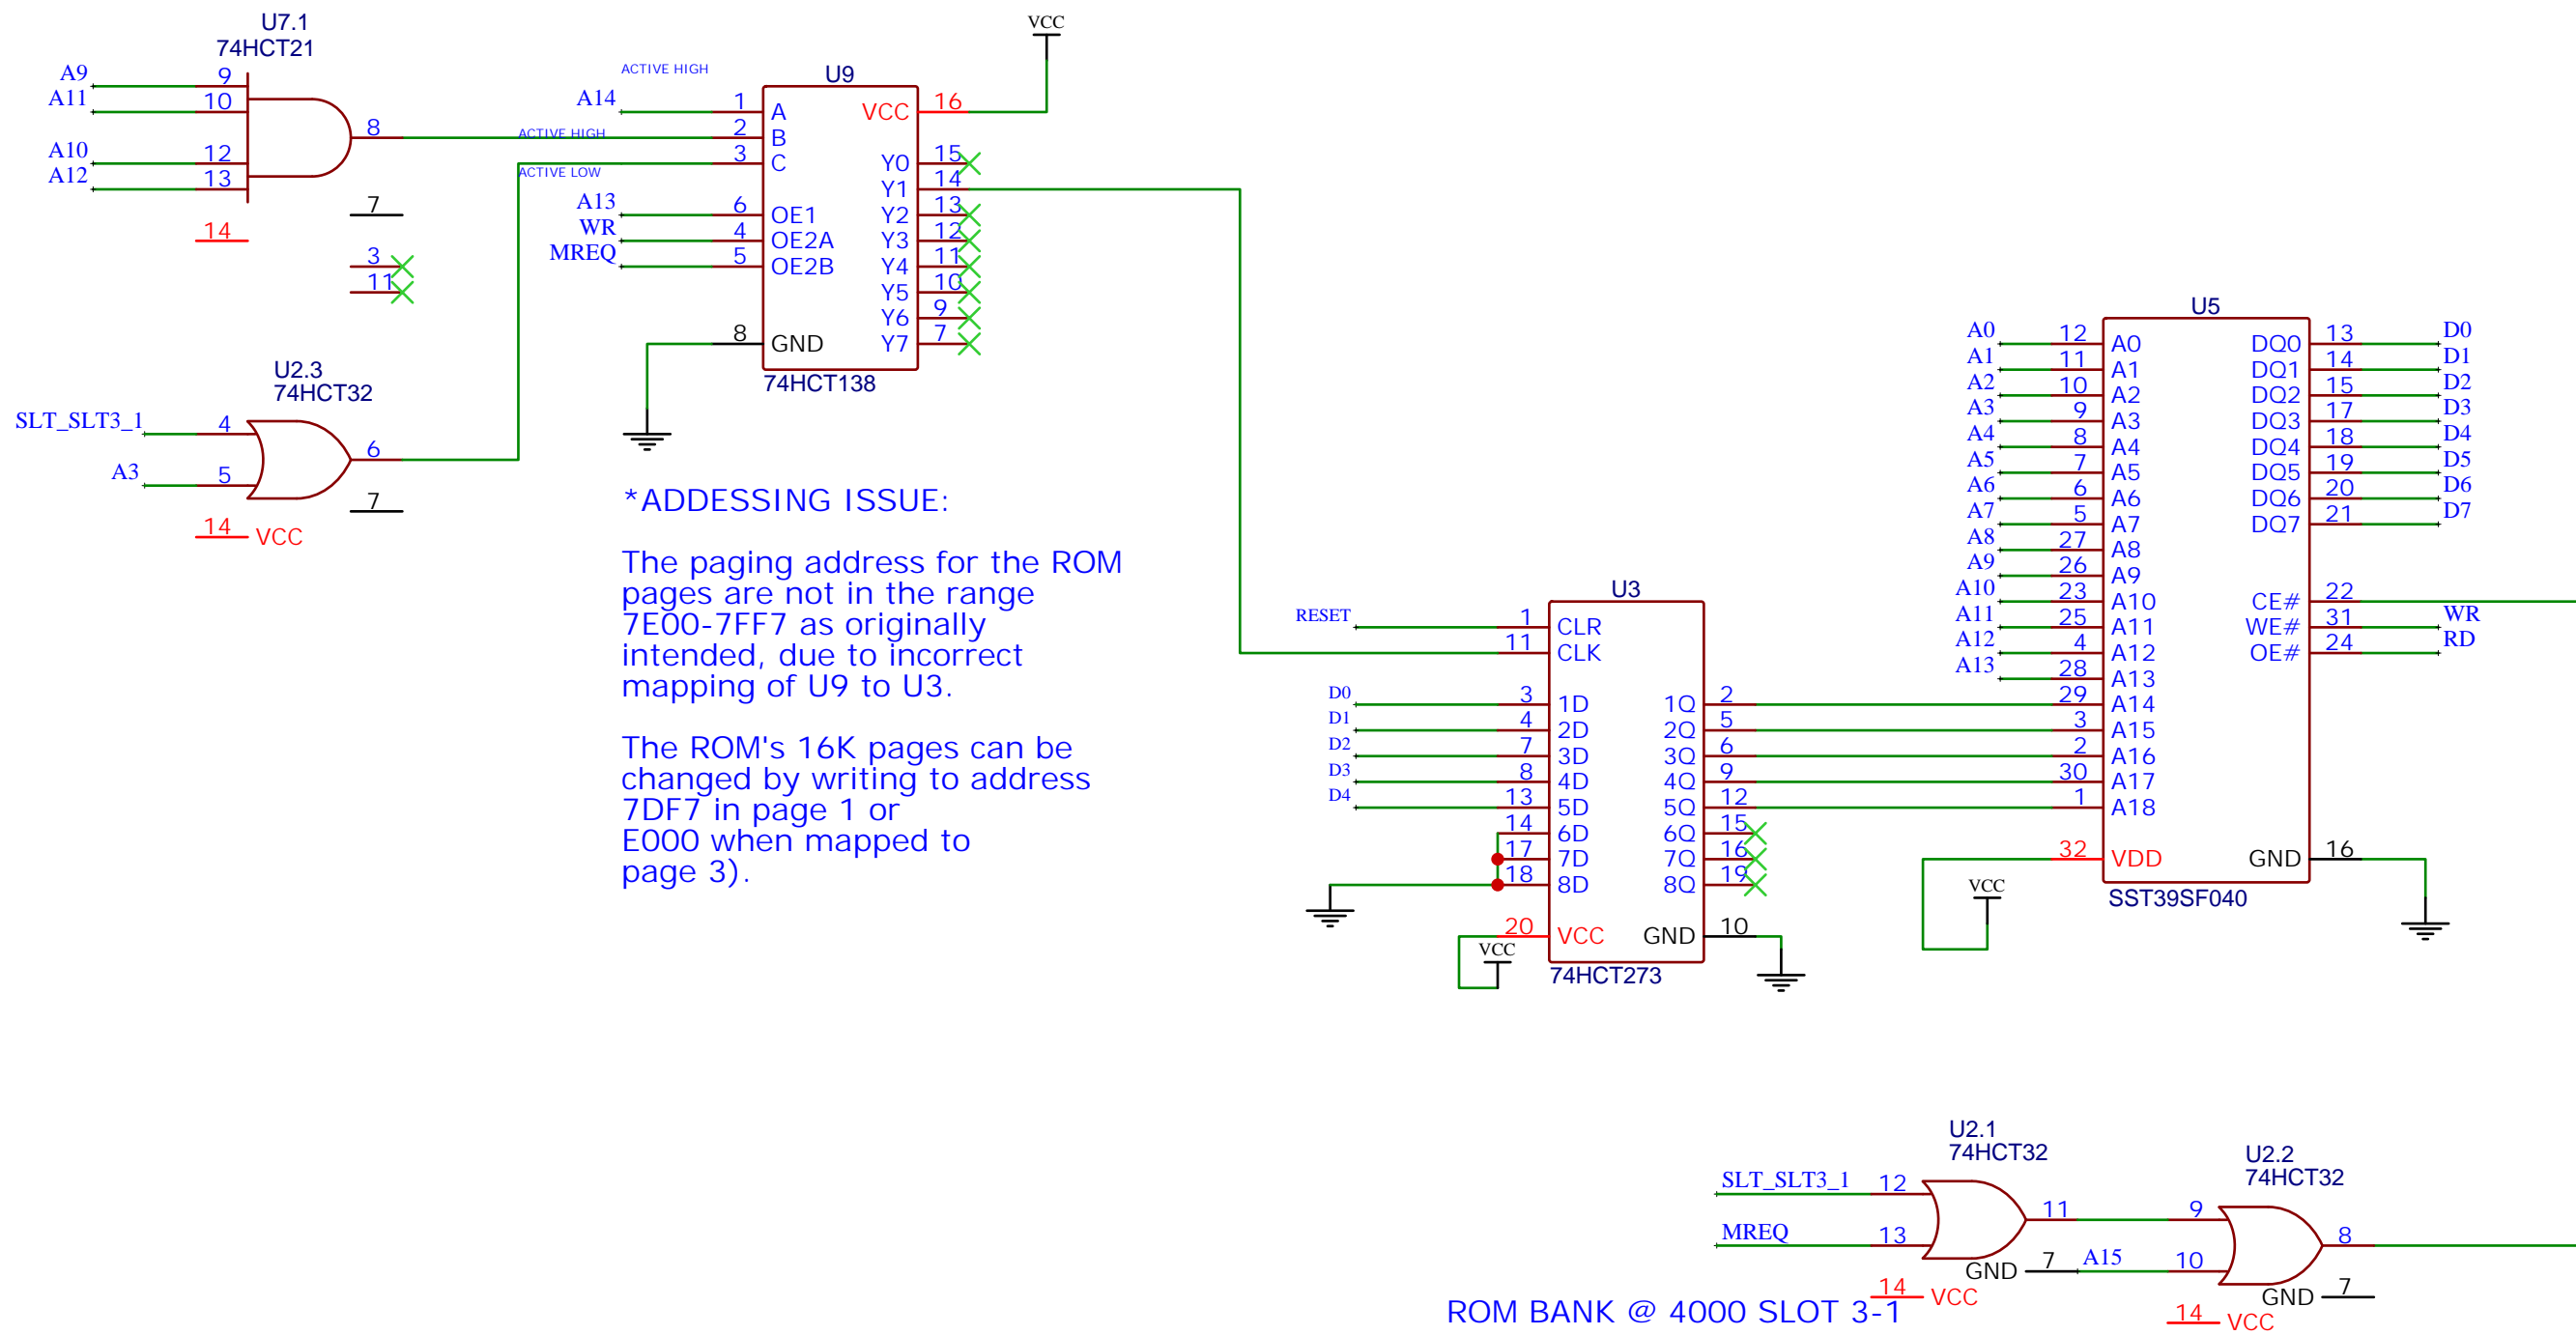 U7.1
74HCT21
A9 9
A11 10
8
A10 12
A12 13
7
14
3
11
U2.3
74HCT32
SLT_SLT3_1 4
6
A3 5
7
14 VCC
ACTIVE HIGH
ACTIVE HIGH
ACTIVE LOW
VCC
U9
A14 1 A VCC 16
2 B
3 C Y0 15
Y1 14
A13 6 OE1 Y2 13
WR 4 OE2A Y3 12
MREQ 5 OE2B Y4 11
Y5 10
Y6 9
8 GND Y7 7
74HCT138
*ADDESSING ISSUE:
The paging address for the ROM
pages are not in the range
7E00-7FF7 as originally
intended, due to incorrect
mapping of U9 to U3.
The ROM's 16K pages can be
changed by writing to address
7DF7 in page 1 or
E000 when mapped to
page 3).
U3
RESET 1 CLR
11 CLK
D0 3 1D 1Q 2
D1 4 2D 2Q 5
D2 7 3D 3Q 6
D3 8 4D 4Q 9
D4 13 5D 5Q 12
14 6D 6Q 15
17 7D 7Q 16
18 8D 8Q 19
20 VCC GND 10
VCC
74HCT273
U5
A0 12 A0 DQ0 13 D0
A1 11 A1 DQ1 14 D1
A2 10 A2 DQ2 15 D2
A3 9 A3 DQ3 17 D3
A4 8 A4 DQ4 18 D4
A5 7 A5 DQ5 19 D5
A6 6 A6 DQ6 20 D6
A7 5 A7 DQ7 21 D7
A8 27 A8
A9 26 A9
A10 23 A10 CE# 22
A11 25 A11 WE# 31 WR
A12 4 A12 OE# 24 RD
A13 28 A13
29 A14
3 A15
2 A16
30 A17
1 A18
32 VDD GND 16
VCC
SST39SF040
U2.1
74HCT32
SLT_SLT3_1 12
11
MREQ 13
GND 7
14 VCC
U2.2
74HCT32
9
8
A15 10
GND 7
14 VCC
ROM BANK @ 4000 SLOT 3-1